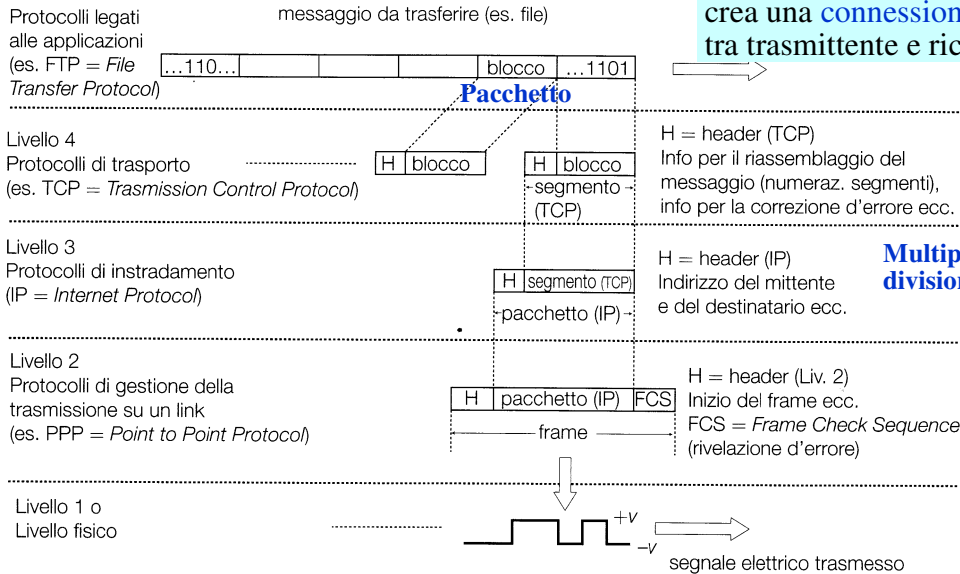 Protocolli legati
alle applicazioni
(es. FTP = File
Transfer Protocol)
messaggio da trasferire (es. file)
crea una connession
tra trasmittente e ric
...110...
blocco
...1101
Pacchetto
Livello 4
Protocolli di trasporto
(es. TCP = Trasmission Control Protocol)
H blocco
H blocco
segmento
(TCP)
H = header (TCP)
Info per il riassemblaggio del
messaggio (numeraz. segmenti),
info per la correzione d'errore ecc.
Livello 3
Protocolli di instradamento
(IP = Internet Protocol)
H segmento (TCP)
pacchetto (IP)
H = header (IP)
Indirizzo del mittente
e del destinatario ecc.
Multip
division
Livello 2
Protocolli di gestione della
trasmissione su un link
(es. PPP = Point to Point Protocol)
H pacchetto (IP) FCS
frame
H = header (Liv. 2)
Inizio del frame ecc.
FCS = Frame Check Sequence
(rivelazione d'errore)
Livello 1 o
Livello fisico
+v
−v
segnale elettrico trasmesso